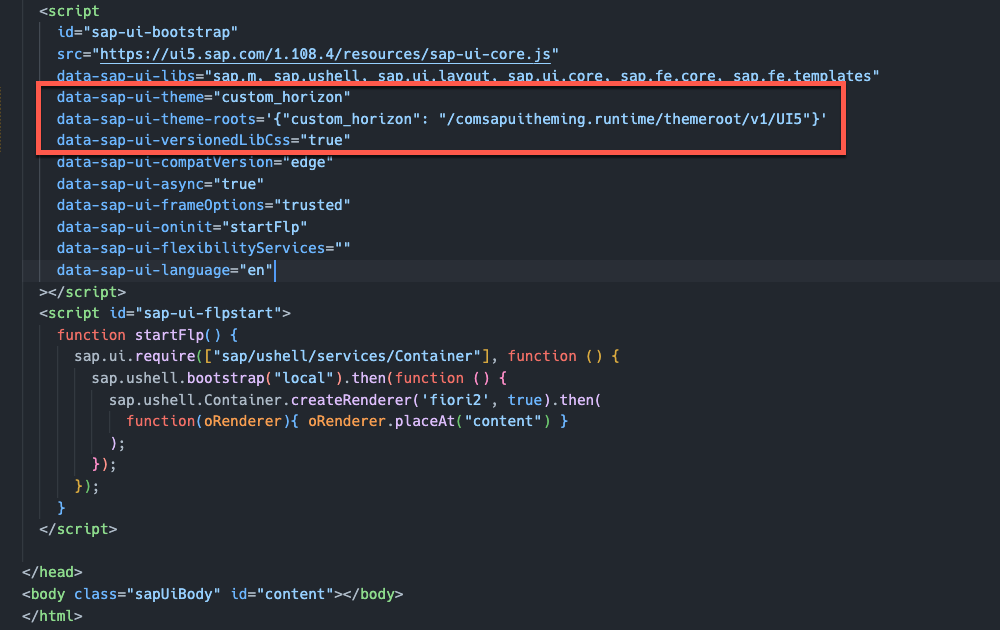 <script
id="sap-ui-bootstrap"
src="https://ui5.sap.com/1.108.4/resources/sap-ui-core.js"
data-sap-ui-libs="sap.m, sap.ushell, sap.ui.layout, sap.ui.core, sap.fe.core, sap.fe.templates"
data-sap-ui-theme="custom_horizon"
data-sap-ui-theme-roots='{"custom_horizon": "/comsapuitheming.runtime/themeroot/v1/UI5"}'
data-sap-ui-versionedLibCss="true"
data-sap-ui-compatVersion="edge"
data-sap-ui-async="true"
data-sap-ui-frameOptions="trusted"
data-sap-ui-oninit="startFlp"
data-sap-ui-flexibilityServices=""
data-sap-ui-language="en"
></script>
<script id="sap-ui-flpstart">
function startFlp() {
sap.ui.require(["sap/ushell/services/Container"], function () {
sap.ushell.bootstrap("local").then(function () {
sap.ushell.Container.createRenderer('fiori2', true).then(
function(oRenderer){ oRenderer.placeAt("content") }
);
});
});
}
</script>
</head>
<body class="sapUiBody" id="content"></body>
</html>